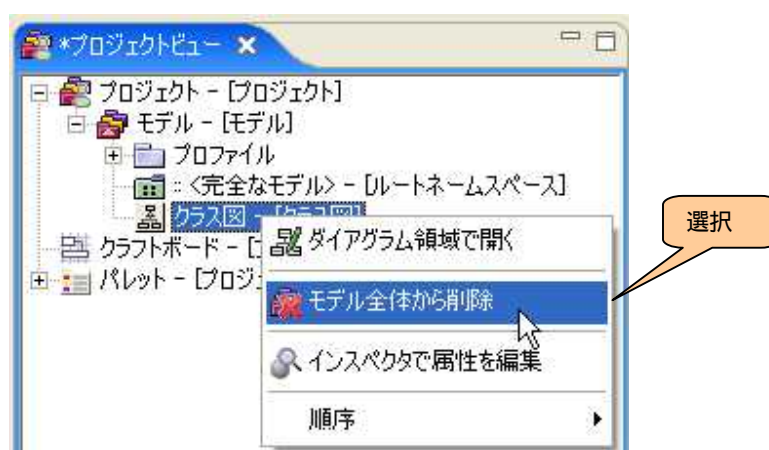 *プロジェクトビュー
プロジェクト - [プロジェクト]
モデル - [モデル]
プロファイル
:: <完全なモデル> - [ルートネームスペース]
クラス図 - [クラス図]
ダイアグラム領域で開く
クラフトボード - [
モデル全体から削除
パレット - [プロジ
インスペクタで属性を編集
順序
選択